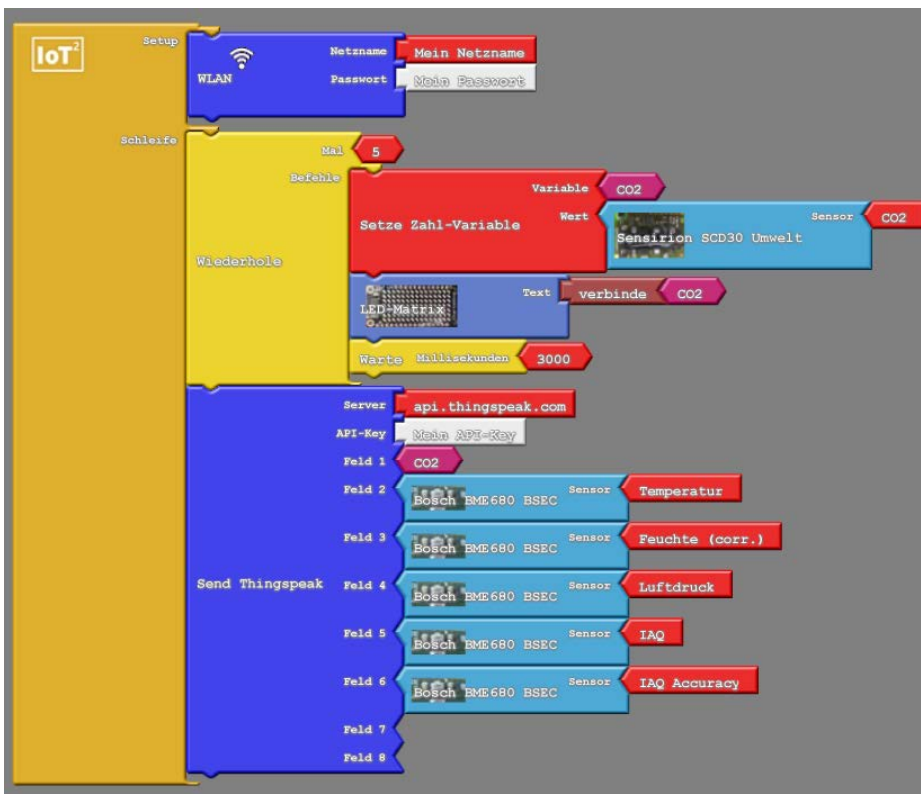 IoT²
Setup
WLAN
Netzname
Mein Netzname
Passwort
Mein Passwort
Schleife
Wiederhole
Mal
5
Befehle
Setze Zahl-Variable
Variable
CO2
Wert
Sensirion SCD30 Umwelt
Sensor
CO2
LED-Matrix
Text
verbinde
CO2
Warte
Millisekunden
3000
Send Thingspeak
Server
api.thingspeak.com
API-Key
Mein API-Key
Feld 1
CO2
Feld 2
Bosch BME680 BSEC
Sensor
Temperatur
Feld 3
Bosch BME680 BSEC
Sensor
Feuchte (corr.)
Feld 4
Bosch BME680 BSEC
Sensor
Luftdruck
Feld 5
Bosch BME680 BSEC
Sensor
IAQ
Feld 6
Bosch BME680 BSEC
Sensor
IAQ Accuracy
Feld 7
Feld 8